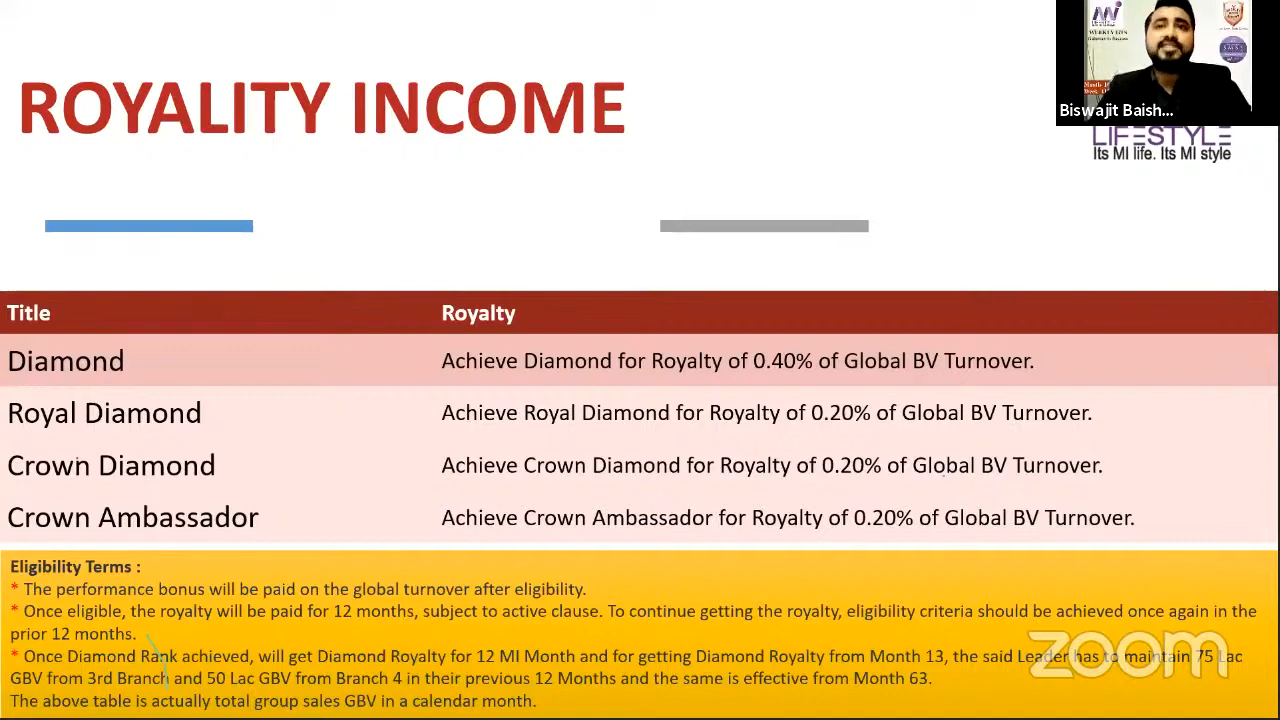 ROYALITY INCOME
Biswajit Baish...
LIFESTYLE
Its MI life. Its MI style
Title Royalty
Diamond Achieve Diamond for Royalty of 0.40% of Global BV Turnover.
Royal Diamond Achieve Royal Diamond for Royalty of 0.20% of Global BV Turnover.
Crown Diamond Achieve Crown Diamond for Royalty of 0.20% of Global BV Turnover.
Crown Ambassador Achieve Crown Ambassador for Royalty of 0.20% of Global BV Turnover.
Eligibility Terms :
* The performance bonus will be paid on the global turnover after eligibility.
* Once eligible, the royalty will be paid for 12 months, subject to active clause. To continue getting the royalty, eligibility criteria should be achieved once again in the
prior 12 months.
* Once Diamond Rank achieved, will get Diamond Royalty for 12 MI Month and for getting Diamond Royalty from Month 13, the said Leader has to maintain 75 Lac
GBV from 3rd Branch and 50 Lac GBV from Branch 4 in their previous 12 Months and the same is effective from Month 63.
The above table is actually total group sales GBV in a calendar month.
zoom